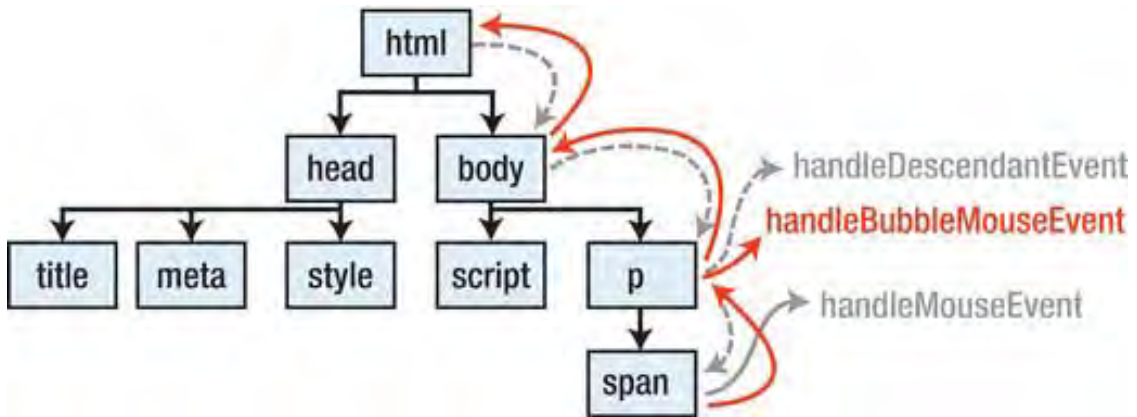 html
head
body
handleDescendantEvent
handleBubbleMouseEvent
title
meta
style
script
p
handleMouseEvent
span